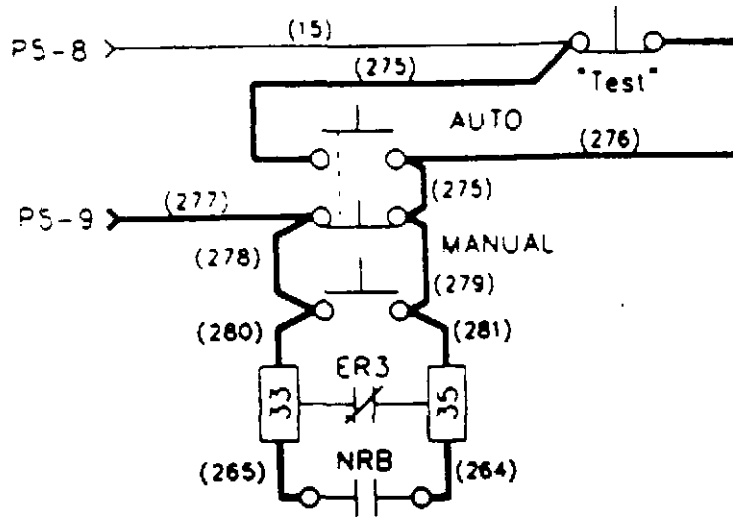 (15)
PS-8
(275)
"Test"
AUTO
(276)
(275)
(277)
PS-9
MANUAL
(278)
(279)
(280)
(281)
ER3
33
35
NRB
(265)
(264)